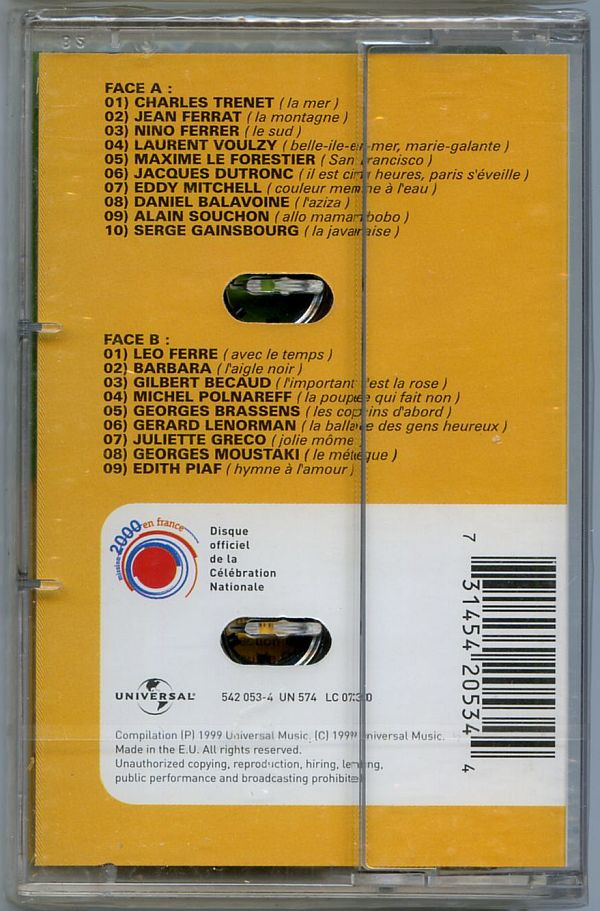 FACE A :
01) CHARLES TRENET ( la mer )
02) JEAN FERRAT ( la montagne )
03) NINO FERRER ( le sud )
04) LAURENT VOULZY ( belle-ile-en-mer, marie-galante )
05) MAXIME LE FORESTIER ( San francisco )
06) JACQUES DUTRONC ( il est cinq heures, paris s'éveille )
07) EDDY MITCHELL ( couleur menthe à l'eau )
08) DANIEL BALAVOINE ( l'aziza )
09) ALAIN SOUCHON ( allo maman bobo )
10) SERGE GAINSBOURG ( la javanaise )
FACE B :
01) LEO FERRE ( avec le temps )
02) BARBARA ( l'aigle noir )
03) GILBERT BECAUD ( l'important c'est la rose )
04) MICHEL POLNAREFF ( la poupée qui fait non )
05) GEORGES BRASSENS ( les copains d'abord )
06) GERARD LENORMAN ( la ballade des gens heureux )
07) JULIETTE GRECO ( jolie môme )
08) GEORGES MOUSTAKI ( le métèque )
09) EDITH PIAF ( hymne à l'amour )
mission 2000 en france
Disque
officiel
de la
Célébration
Nationale
UNIVERSAL
542 053-4 UN 574 LC
7 31454 20534 4
Compilation (P) 1999 Universal Music. (C) 1999 Universal Music.
Made in the E.U. All rights reserved.
Unauthorized copying, reproduction, hiring, lending,
public performance and broadcasting prohibited